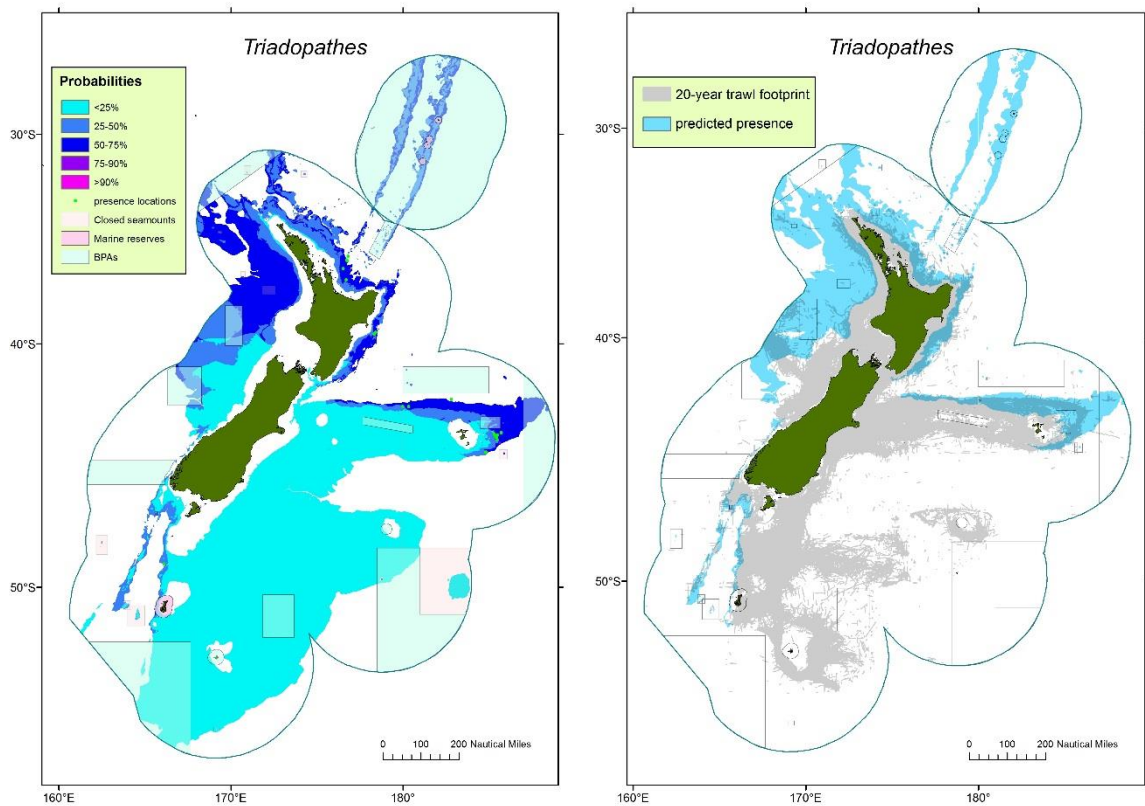 Triadopathes
Probabilities
<25%
25-50%
50-75%
75-90%
>90%
presence locations
Closed seamounts
Marine reserves
BPAs
30°S
40°S
50°S
0 100 200 Nautical Miles
160°E 170°E 180°
Triadopathes
20-year trawl footprint
predicted presence
30°S
40°S
50°S
0 100 200 Nautical Miles
160°E 170°E 180°